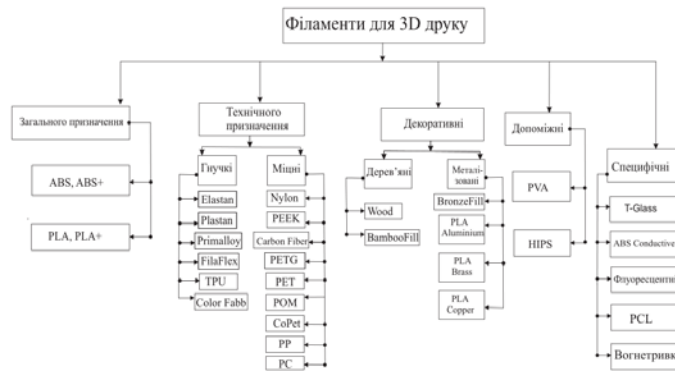 Філаменти для 3D друку
Загального призначення
ABS, ABS+
PLA, PLA+
Технічного
призначення
Гнучкі
Elastan
Plastan
Primalloy
FilaFlex
TPU
Color Fabb
Міцні
Nylon
PEEK
Carbon Fiber
PETG
PET
POM
CoPet
PP
PC
Декоративні
Дерев’яні
Wood
BambooFill
Металі-
зовані
BronzeFill
PLA
Aluminium
PLA
Brass
PLA
Copper
Допоміжні
PVA
HIPS
Специфічні
T-Glass
ABS Conductive
Флуоресцентні
PCL
Вогнетривк